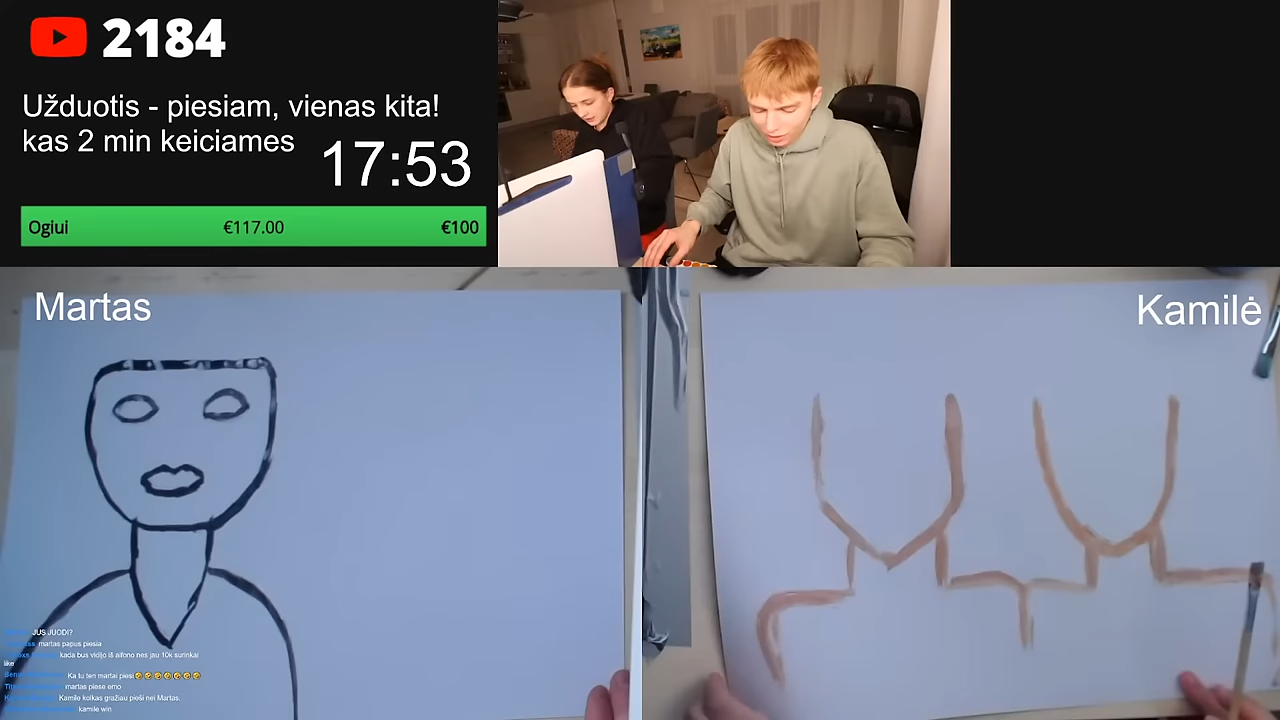 2184
Užduotis - piesiam, vienas kita!
kas 2 min keiciames
17:53
Ogiui €117.00 €100
Martas
Kamilė
JUS JUODI?
martas papus piesia
kada bus vidijo iš aifono nes jau 10k surinkai
like
Ka tu ten martai piesi
martas piese emo
Kamile kolkas gražiau pieši nei Martas.
kamile win